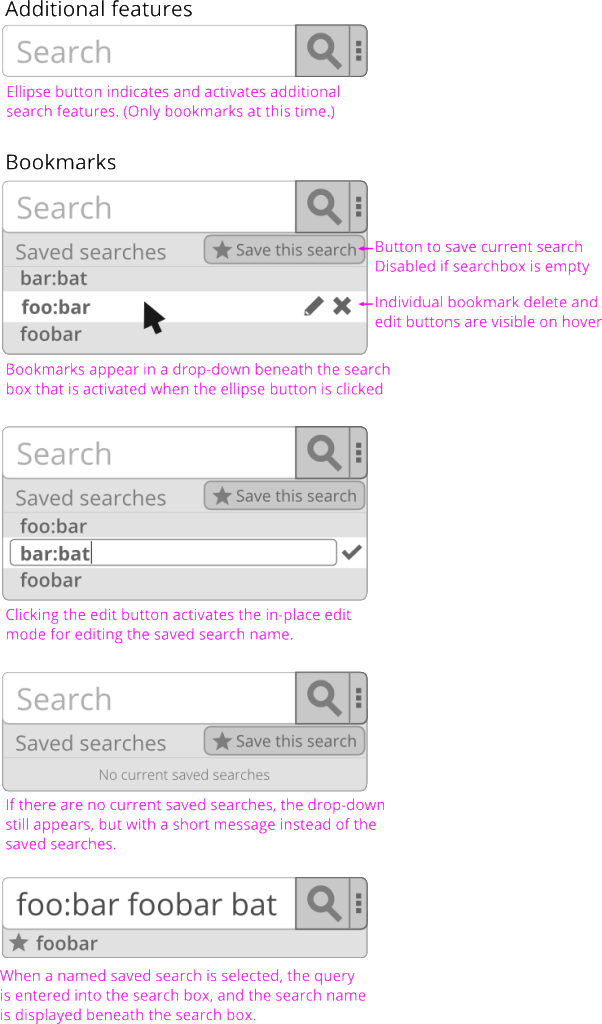 Additional features
Search
Ellipse button indicates and activates additional
search features. (Only bookmarks at this time.)
Bookmarks
Search
Saved searches
Save this search
Button to save current search
Disabled if searchbox is empty
bar:bat
foo:bar
Individual bookmark delete and
edit buttons are visible on hover
foobar
Bookmarks appear in a drop-down beneath the search
box that is activated when the ellipse button is clicked
Search
Saved searches
Save this search
foo:bar
bar:bat
foobar
Clicking the edit button activates the in-place edit
mode for editing the saved search name.
Search
Saved searches
Save this search
No current saved searches
If there are no current saved searches, the drop-down
still appears, but with a short message instead of the
saved searches.
foo:bar foobar bat
foobar
When a named saved search is selected, the query
is entered into the search box, and the search name
is displayed beneath the search box.